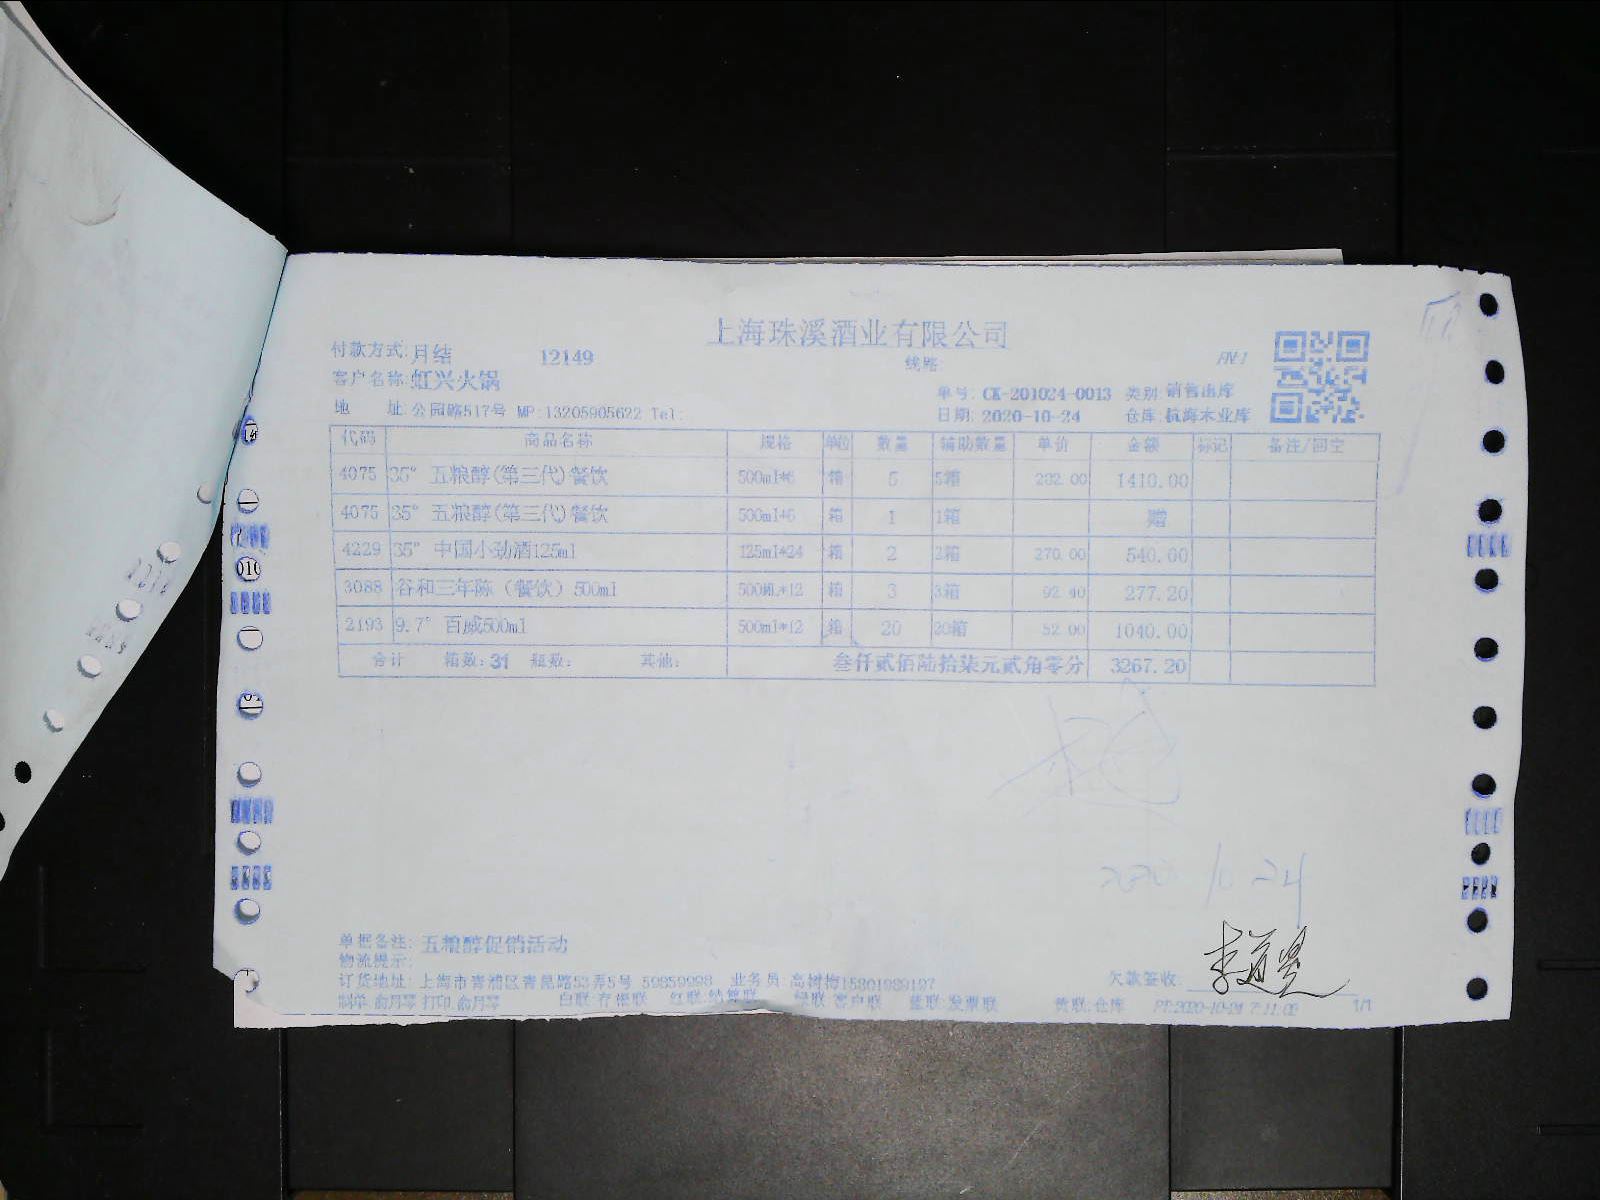 上海珠溪酒业有限公司
付款方式:月结 12149 线路
客户名称:虹兴火锅
单号: CK-201024-0013 类别 销售出库
地 址:公园路517号 MP:13205905622 Tel:
日期: 2020-10-24 仓库: 杭海木业库
代码 商品名称 规格 单位 数量 辅助数量 单价 金额 标记 备注/回空
4075 35° 五粮醇(第三代)餐饮 500ml*6 箱 5 5箱 282.00 1410.00
4075 35° 五粮醇(第三代)餐饮 500ml*6 箱 1 1箱 赠
4229 35° 中国小劲酒125ml 125ml*24 箱 2 2箱 270.00 540.00
3088 谷和三年陈（餐饮）500ml 500ML*12 箱 3 3箱 92.40 277.20
2193 9.7° 百威500ml 500ml*12 箱 20 20箱 52.00 1040.00
合计 箱数: 31 瓶数: 其他: 叁仟贰佰陆拾柒元贰角零分 3267.20
2020 10-24
单据备注: 五粮醇促销活动
物流提示:
订货地址: 上海市青浦区青昆路53弄5号 59859998 业务员 高树梅15801989197 欠款签收:
制单:俞月琴 打印:俞月琴 白联:存根联 红联:结算联 绿联:客户联 蓝联:发票联 黄联:仓库 PT:2020-10-24 7:11:09 1/1